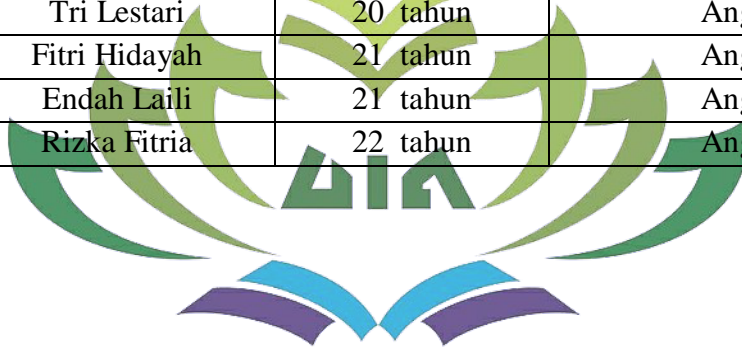 Tri Lestari 20 tahun
Fitri Hidayah 21 tahun
Endah Laili 21 tahun
Rizka Fitria 22 tahun